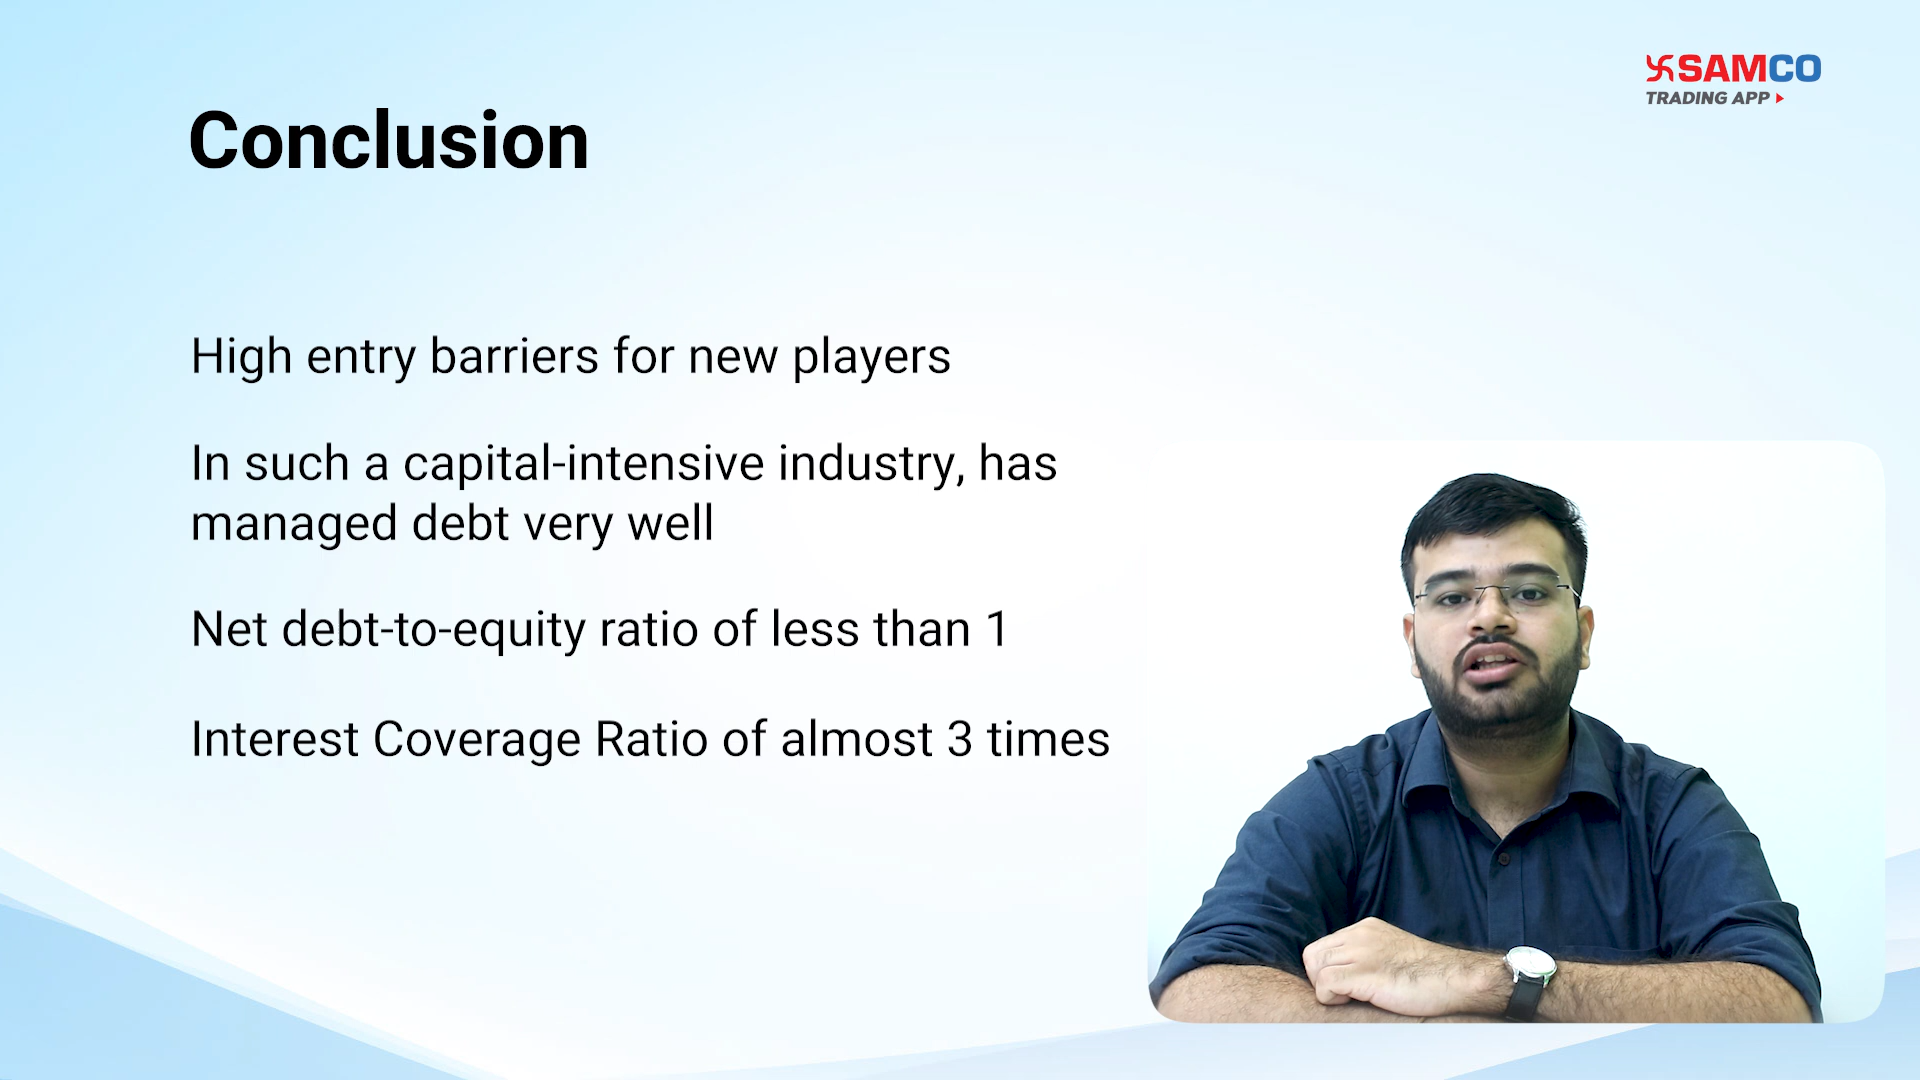 SAMCO
TRADING APP
Conclusion
High entry barriers for new players
In such a capital-intensive industry, has
managed debt very well
Net debt-to-equity ratio of less than 1
Interest Coverage Ratio of almost 3 times